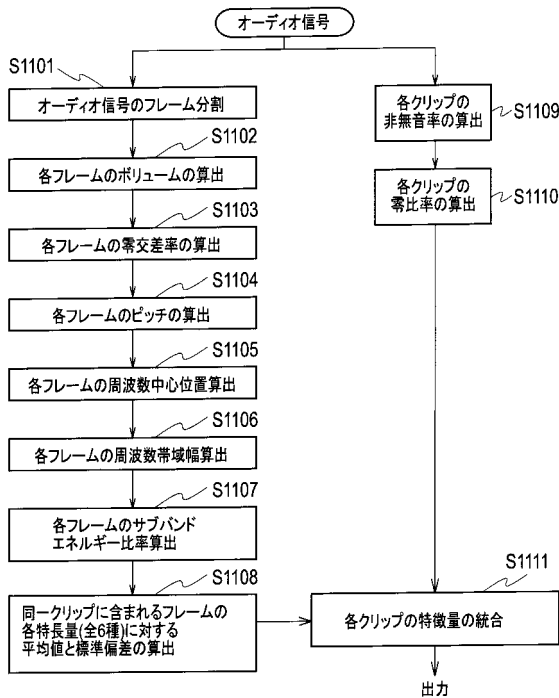 オーディオ信号
S1101
オーディオ信号のフレーム分割
S1102
各フレームのボリュームの算出
S1103
各フレームの零交差率の算出
S1104
各フレームのピッチの算出
S1105
各フレームの周波数中心位置算出
S1106
各フレームの周波数帯域幅算出
S1107
各フレームのサブバンド
エネルギー比率算出
S1108
同一クリップに含まれるフレームの
各特長量(全6種)に対する
平均値と標準偏差の算出
各クリップの
非無音率の算出
S1109
各クリップの
零比率の算出
S1110
S1111
各クリップの特徴量の統合
出力